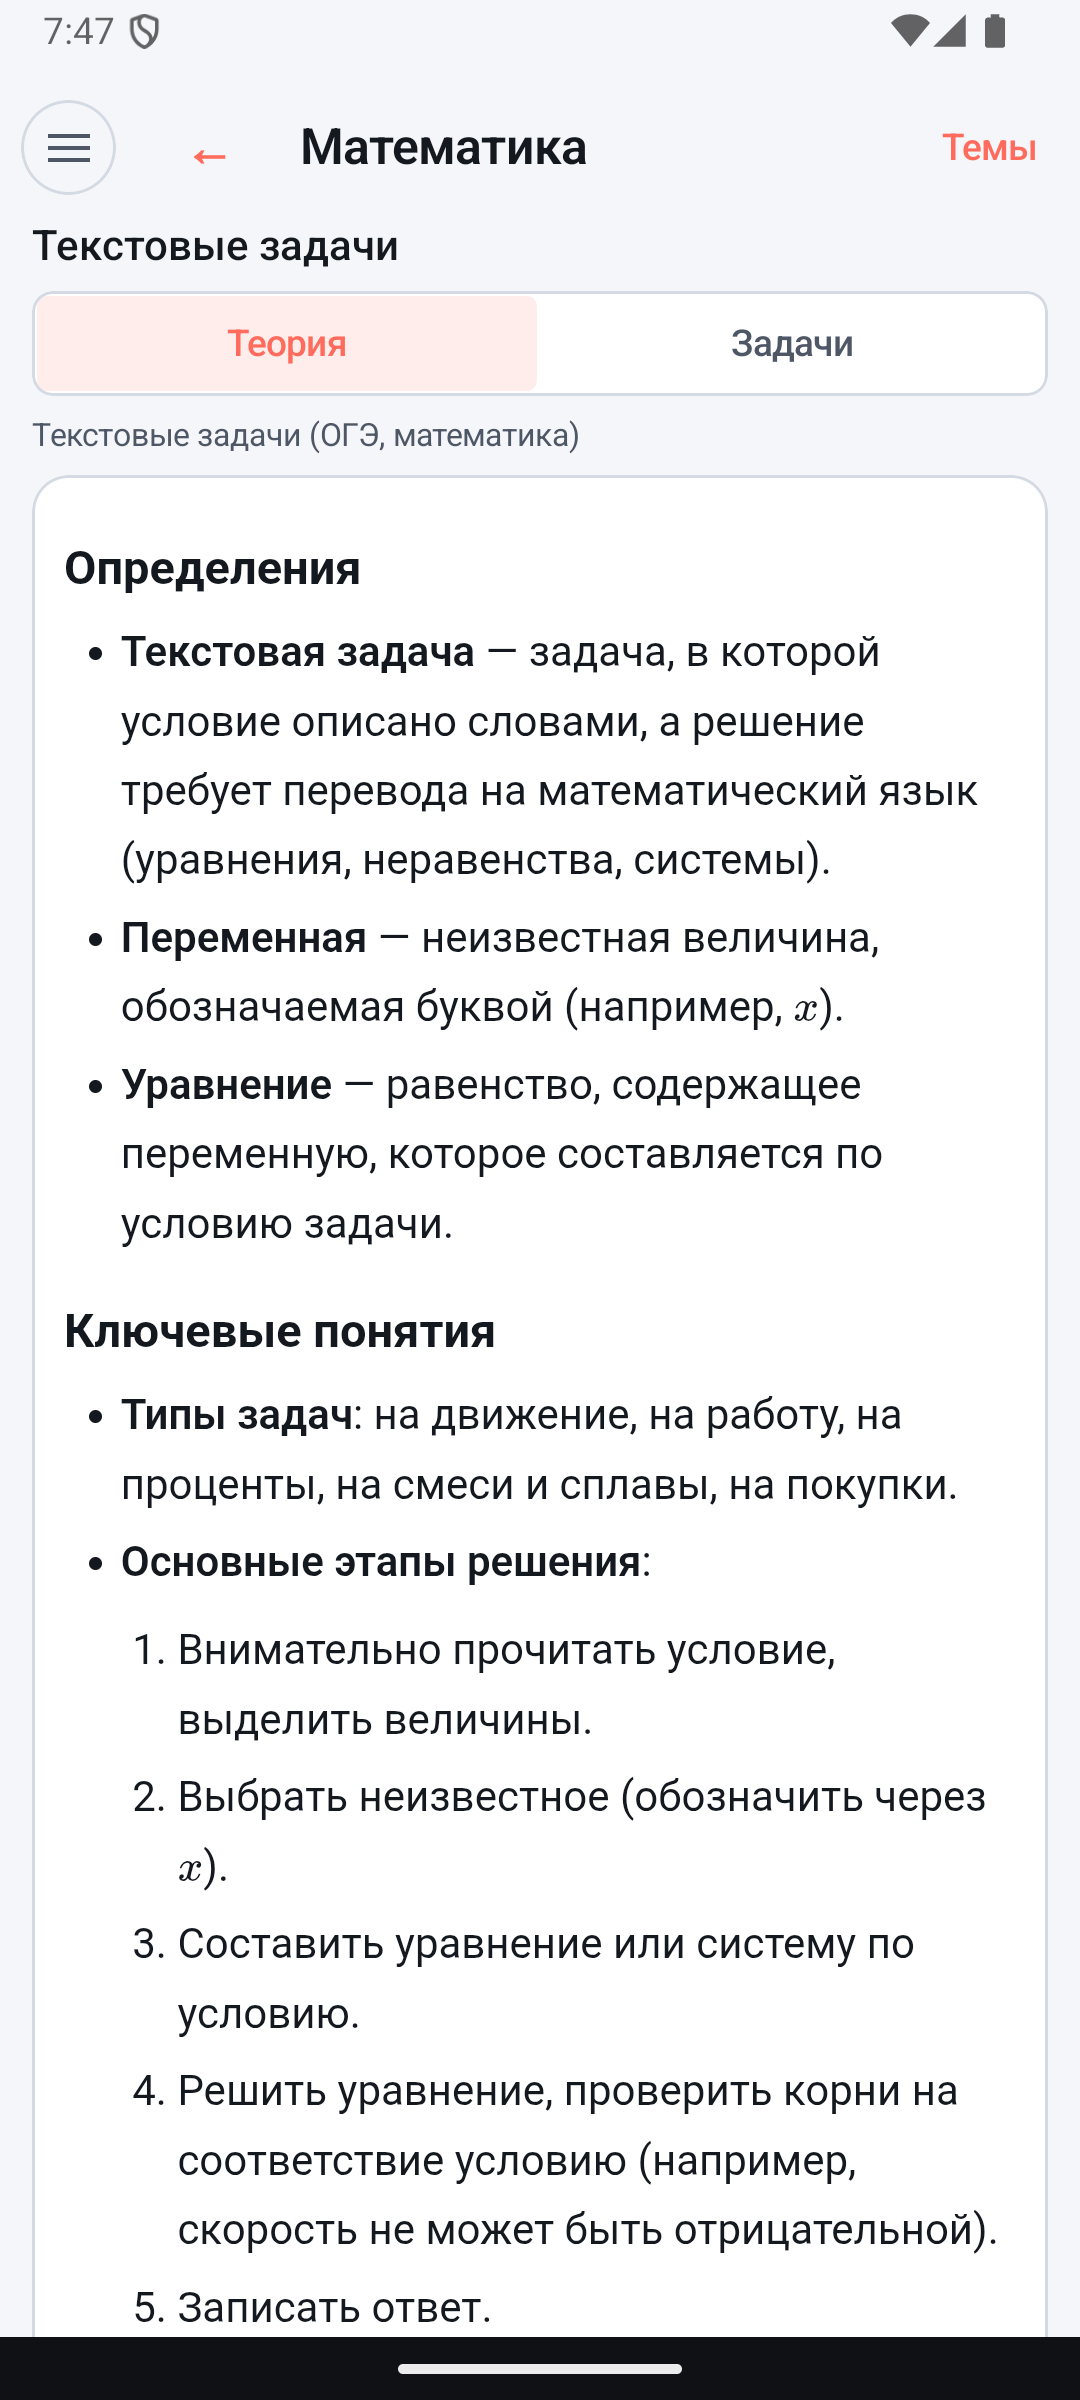 7:47
Математика
Темы
Текстовые задачи
Теория
Задачи
Текстовые задачи (ОГЭ, математика)
Определения
• Текстовая задача — задача, в которой
условие описано словами, а решение
требует перевода на математический язык
(уравнения, неравенства, системы).
• Переменная — неизвестная величина,
обозначаемая буквой (например, x).
• Уравнение — равенство, содержащее
переменную, которое составляется по
условию задачи.
Ключевые понятия
• Типы задач: на движение, на работу, на
проценты, на смеси и сплавы, на покупки.
• Основные этапы решения:
1. Внимательно прочитать условие,
выделить величины.
2. Выбрать неизвестное (обозначить через
x).
3. Составить уравнение или систему по
условию.
4. Решить уравнение, проверить корни на
соответствие условию (например,
скорость не может быть отрицательной).
5. Записать ответ.